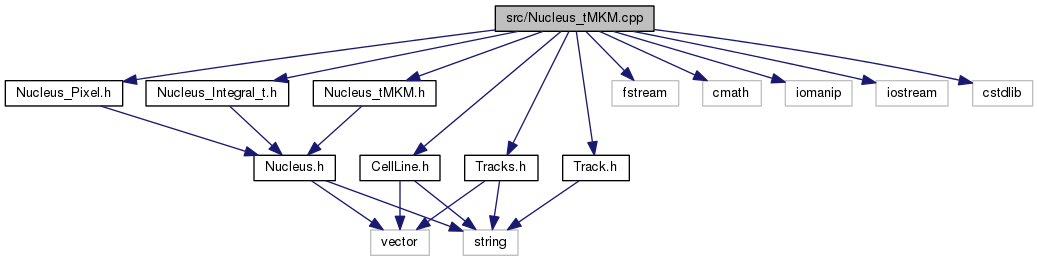 src/Nucleus_tMKM.cpp
Nucleus_Pixel.h
Nucleus_Integral_t.h
Nucleus_tMKM.h
fstream
cmath
iomanip
iostream
cstdlib
Nucleus.h
CellLine.h
Tracks.h
Track.h
vector
string